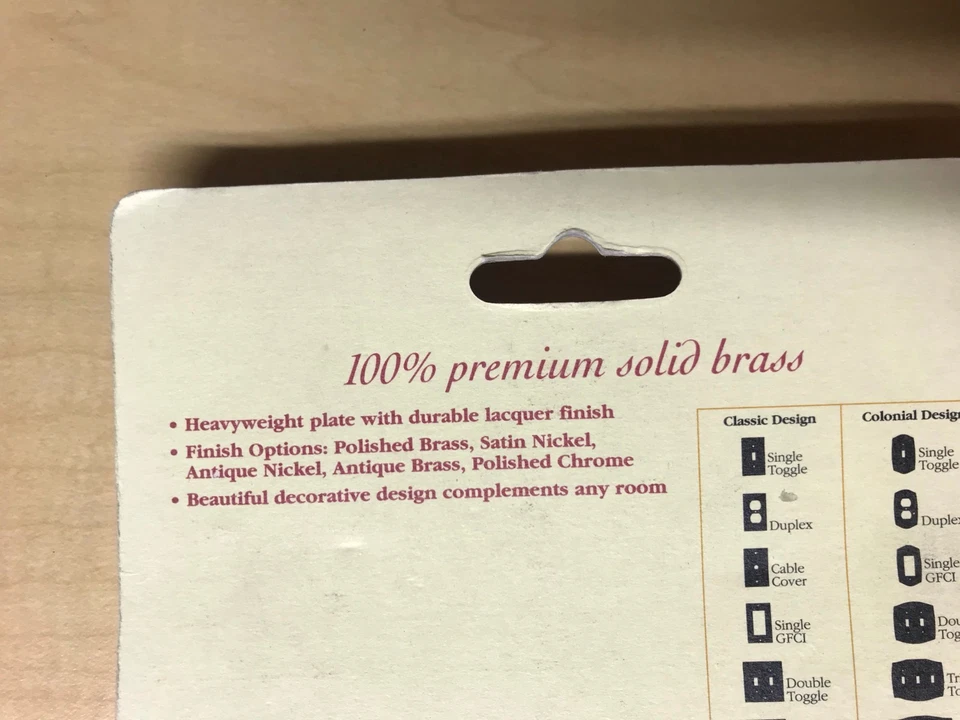 100% premium solid brass
• Heavyweight plate with durable lacquer finish
• Finish Options: Polished Brass, Satin Nickel,
Antique Nickel, Antique Brass, Polished Chrome
• Beautiful decorative design complements any room
Classic Design
Single
Toggle
Duplex
Cable
Cover
Single
GFCI
Double
Toggle
Colonial Design
Single
Toggle
Duplex
Single
GFCI